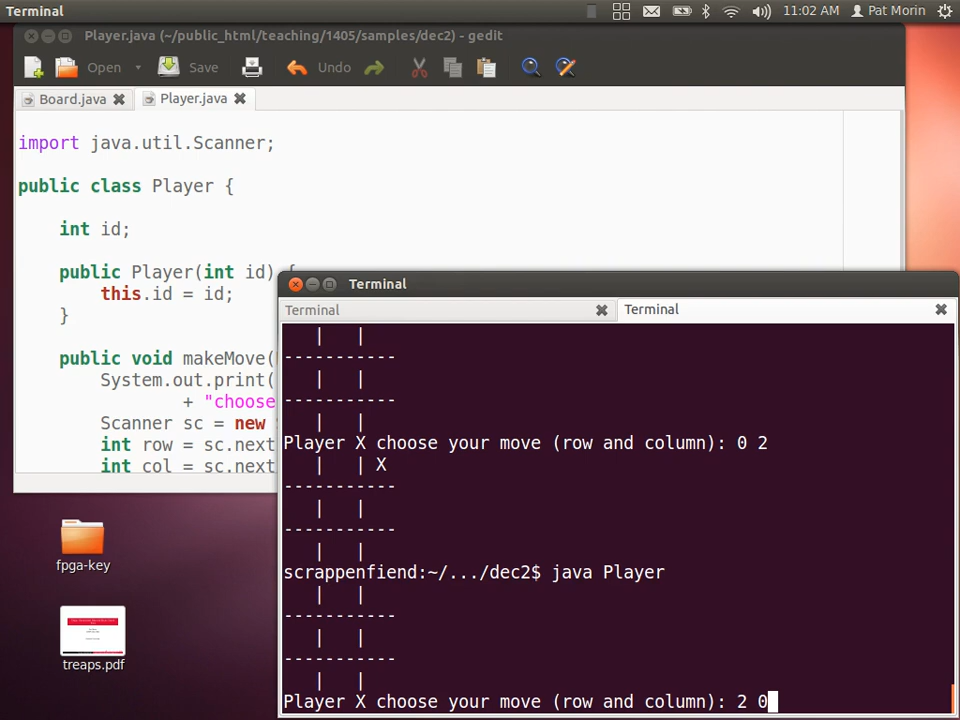 Terminal
11:02 AM Pat Morin
Player.java (~/public_html/teaching/1405/samples/dec2) - gedit
Open Save Undo
Board.java Player.java
import java.util.Scanner;
public class Player {
int id;
public Player(int id) {
this.id = id;
}
public void makeMove(
System.out.print(
+ "choose
Scanner sc = new
int row = sc.next
int col = sc.next
Terminal
Terminal Terminal
| |
-----------
| |
-----------
| |
Player X choose your move (row and column): 0 2
| | X
-----------
| |
-----------
| |
scrappenfiend:~/.../dec2$ java Player
| |
-----------
| |
-----------
| |
Player X choose your move (row and column): 2 0
fpga-key
treaps.pdf